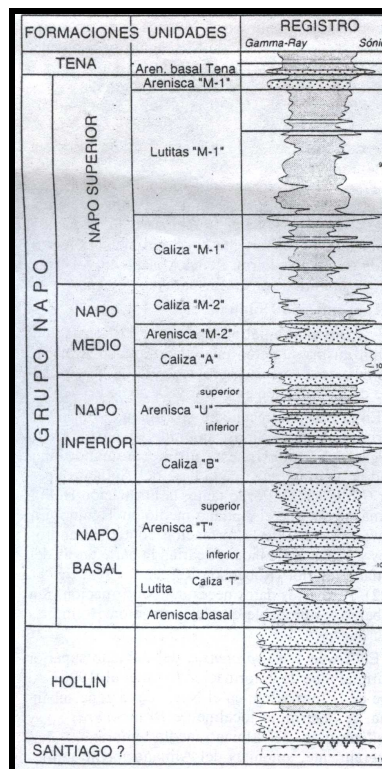 FORMACIONES UNIDADES REGISTRO
Gamma-Ray Sónic
TENA
Aren. basal Tena
Arenisca "M-1"
GRUPO NAPO
NAPO SUPERIOR
Lutitas "M-1"
Caliza "M-1"
NAPO MEDIO
Caliza "M-2"
Arenisca "M-2"
Caliza "A"
NAPO INFERIOR
superior
Arenisca "U"
inferior
Caliza "B"
NAPO BASAL
superior
Arenisca "T"
inferior
Caliza "T"
Lutita
Arenisca basal
HOLLIN
SANTIAGO ?